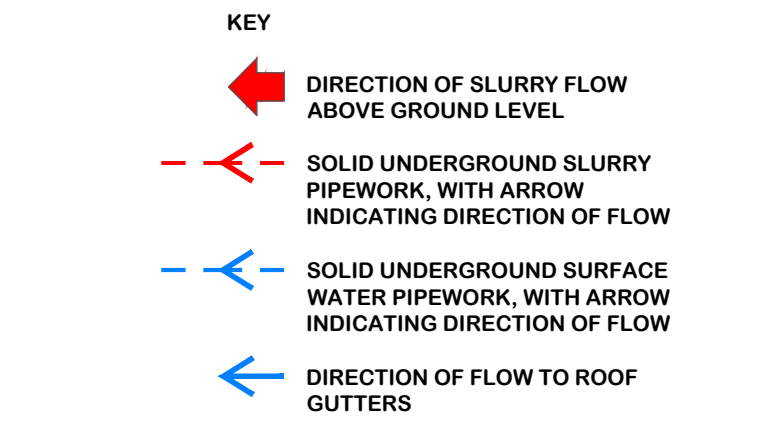 KEY
DIRECTION OF SLURRY FLOW
ABOVE GROUND LEVEL
SOLID UNDERGROUND SLURRY
PIPEWORK, WITH ARROW
INDICATING DIRECTION OF FLOW
SOLID UNDERGROUND SURFACE
WATER PIPEWORK, WITH ARROW
INDICATING DIRECTION OF FLOW
DIRECTION OF FLOW TO ROOF
GUTTERS